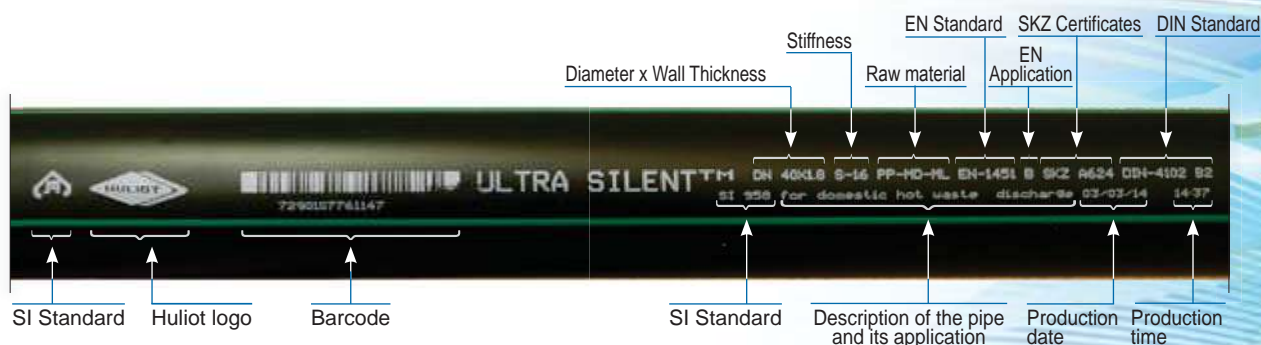 EN Standard SKZ Certificates DIN Standard
Stiffness
EN
Application
Diameter x Wall Thickness
Raw material
HULIOT
ULTRA SILENT™ DN 40X1.8 S-16 PP-MD-ML EN-1451 B SKZ A624 DIN-4102 B2
7290107761147
SI 958 for domestic hot waste discharge 03/03/14 14:37
SI Standard
Huliot logo
Barcode
SI Standard
Description of the pipe
and its application
Production
date
Production
time